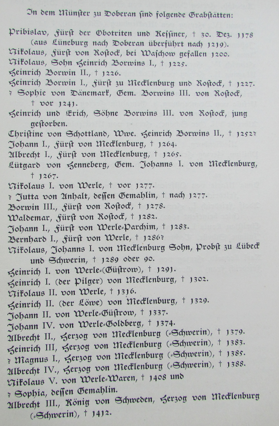 In dem Münster zu Doberan sind folgende Grabstätten:
Pribislav, Fürst der Obotriten und Kessiner, † 30. Dez. 1178
(aus Lüneburg nach Doberan überführt nach 1219).
Nikolaus, Fürst von Rostock, bei Waschow gefallen 1200.
Nikolaus, Sohn Heinrich Borwins I., † 1225.
Heinrich Borwin II., † 1226.
Heinrich Borwin I., Fürst zu Mecklenburg und Rostock, † 1227.
? Sophie von Dänemark, Gem. Borwins III. von Rostock,
† vor 1241.
Heinrich und Erich, Söhne Borwins III. von Rostock, jung
gestorben.
Christine von Schottland, Wwe. Heinrich Borwins II., † 1252?
Johann I., Fürst von Mecklenburg, † 1264.
Albrecht I., Fürst von Mecklenburg, † 1265.
Lütgard von Henneberg, Gem. Johanns I. von Mecklenburg,
† 1267.
Nikolaus I. von Werle, † vor 1277.
? Jutta von Anhalt, dessen Gemahlin, † nach 1277.
Borwin III., Fürst von Rostock, † 1278.
Waldemar, Fürst von Rostock, † 1282.
Johann I., Fürst von Werle-Parchim, † 1283.
Bernhard I., Fürst von Werle, † 1286?
Nikolaus, Johanns I. von Mecklenburg Sohn, Probst zu Lübeck
und Schwerin, † 1289 oder 90.
Heinrich I. von Werle-(Güstrow), † 1291.
Heinrich I. (der Pilger) von Mecklenburg, † 1302.
Nikolaus II. von Werle, † 1316.
Heinrich II. (der Löwe) von Mecklenburg, † 1329.
Johann II. von Werle-Güstrow, † 1337.
Johann IV. von Werle-Goldberg, † 1374.
Albrecht II., Herzog von Mecklenburg (-Schwerin), † 1379.
Heinrich III, Herzog von Mecklenburg (-Schwerin), † 1383.
? Magnus I., Herzog von Mecklenburg (-Schwerin), † 1385.
Albrecht IV., Herzog von Mecklenburg (-Schwerin), † 1388.
Nikolaus V. von Werle-Waren, † 1408 und
? Sophia, dessen Gemahlin.
Albrecht III., König von Schweden, Herzog von Mecklenburg
(-Schwerin), † 1412.